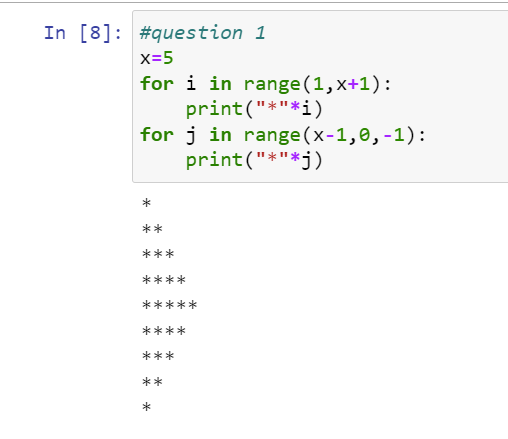 In [8]: #question 1
x=5
for i in range(1,x+1):
    print("*"*i)
for j in range(x-1,0,-1):
    print("*"*j)
*
**
***
****
*****
****
***
**
*